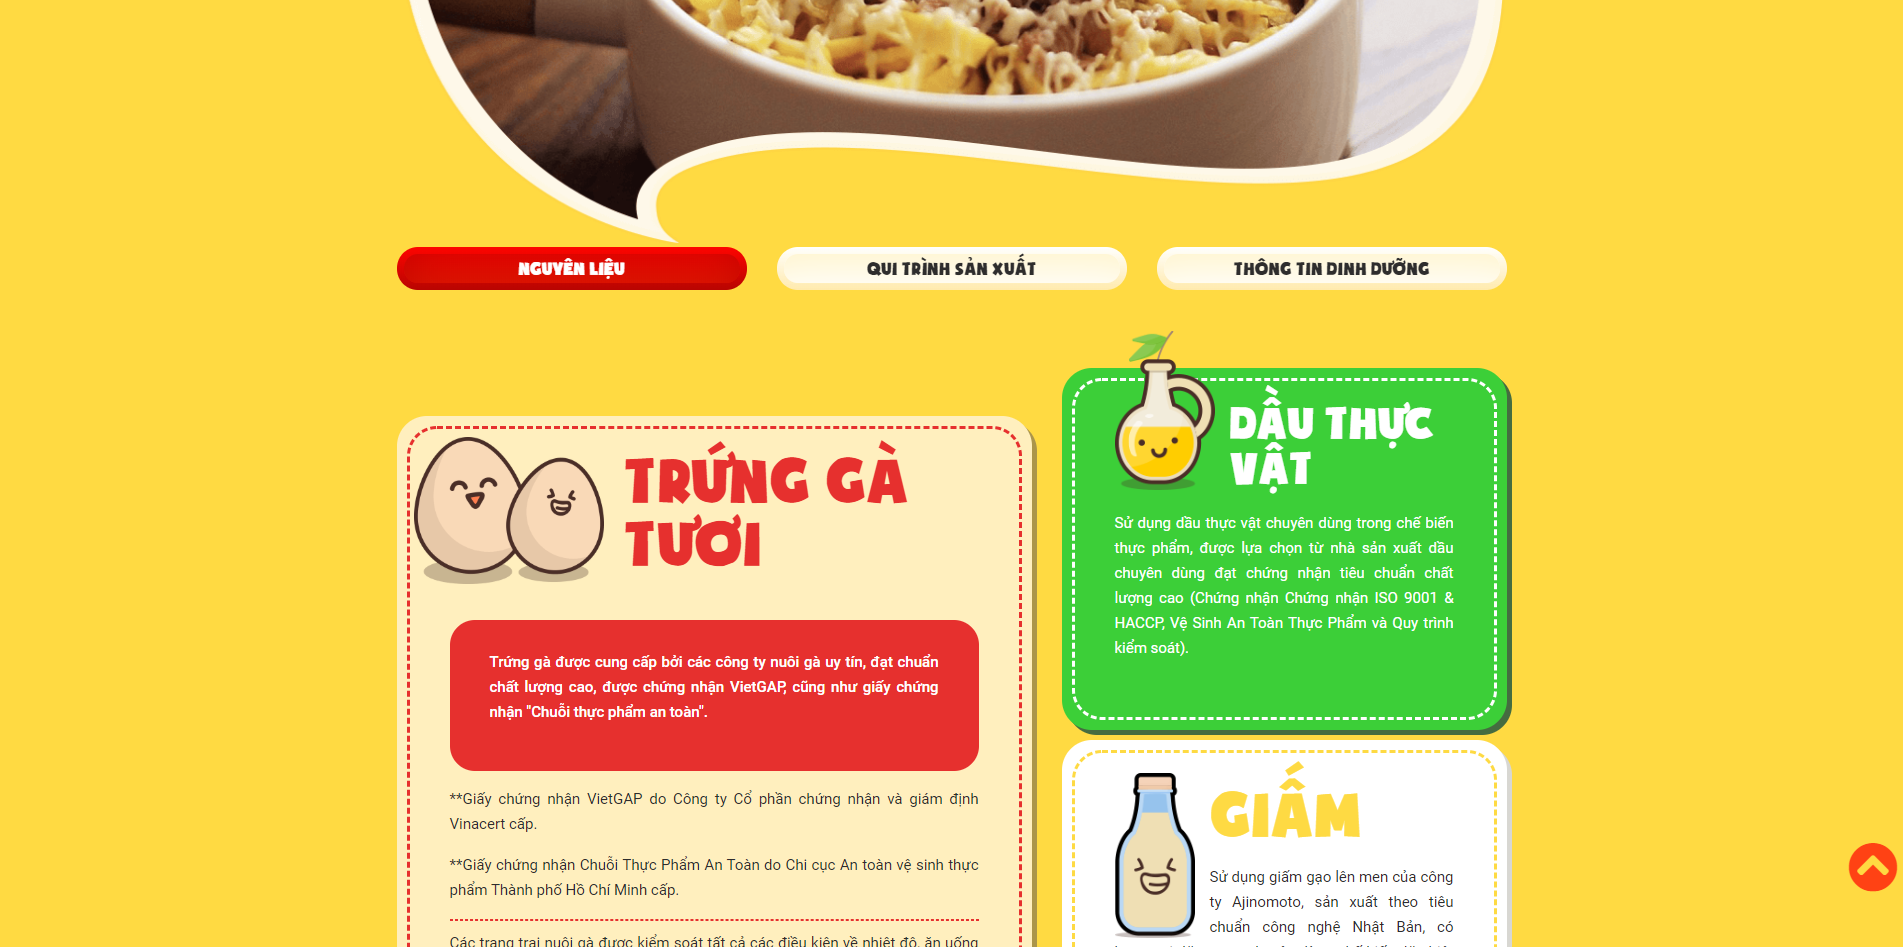 NGUYÊN LIỆU
QUI TRÌNH SẢN XUẤT
THÔNG TIN DINH DƯỠNG
TRỨNG GÀ
TƯƠI
Trứng gà được cung cấp bởi các công ty nuôi gà uy tín, đạt chuẩn
chất lượng cao, được chứng nhận VietGAP, cũng như giấy chứng
nhận "Chuỗi thực phẩm an toàn".
**Giấy chứng nhận VietGAP do Công ty Cổ phần chứng nhận và giám định
Vinacert cấp.
**Giấy chứng nhận Chuỗi Thực Phẩm An Toàn do Chi cục An toàn vệ sinh thực
phẩm Thành phố Hồ Chí Minh cấp.
Các trang trại nuôi gà được kiểm soát tất cả các điều kiện về nhiệt độ, ăn uống
DẦU THỰC
VẬT
Sử dụng dầu thực vật chuyên dùng trong chế biến
thực phẩm, được lựa chọn từ nhà sản xuất dầu
chuyên dùng đạt chứng nhận tiêu chuẩn chất
lượng cao (Chứng nhận Chứng nhận ISO 9001 &
HACCP, Vệ Sinh An Toàn Thực Phẩm và Quy trình
kiểm soát).
GIẤM
Sử dụng giấm gạo lên men của công
ty Ajinomoto, sản xuất theo tiêu
chuẩn công nghệ Nhật Bản, có